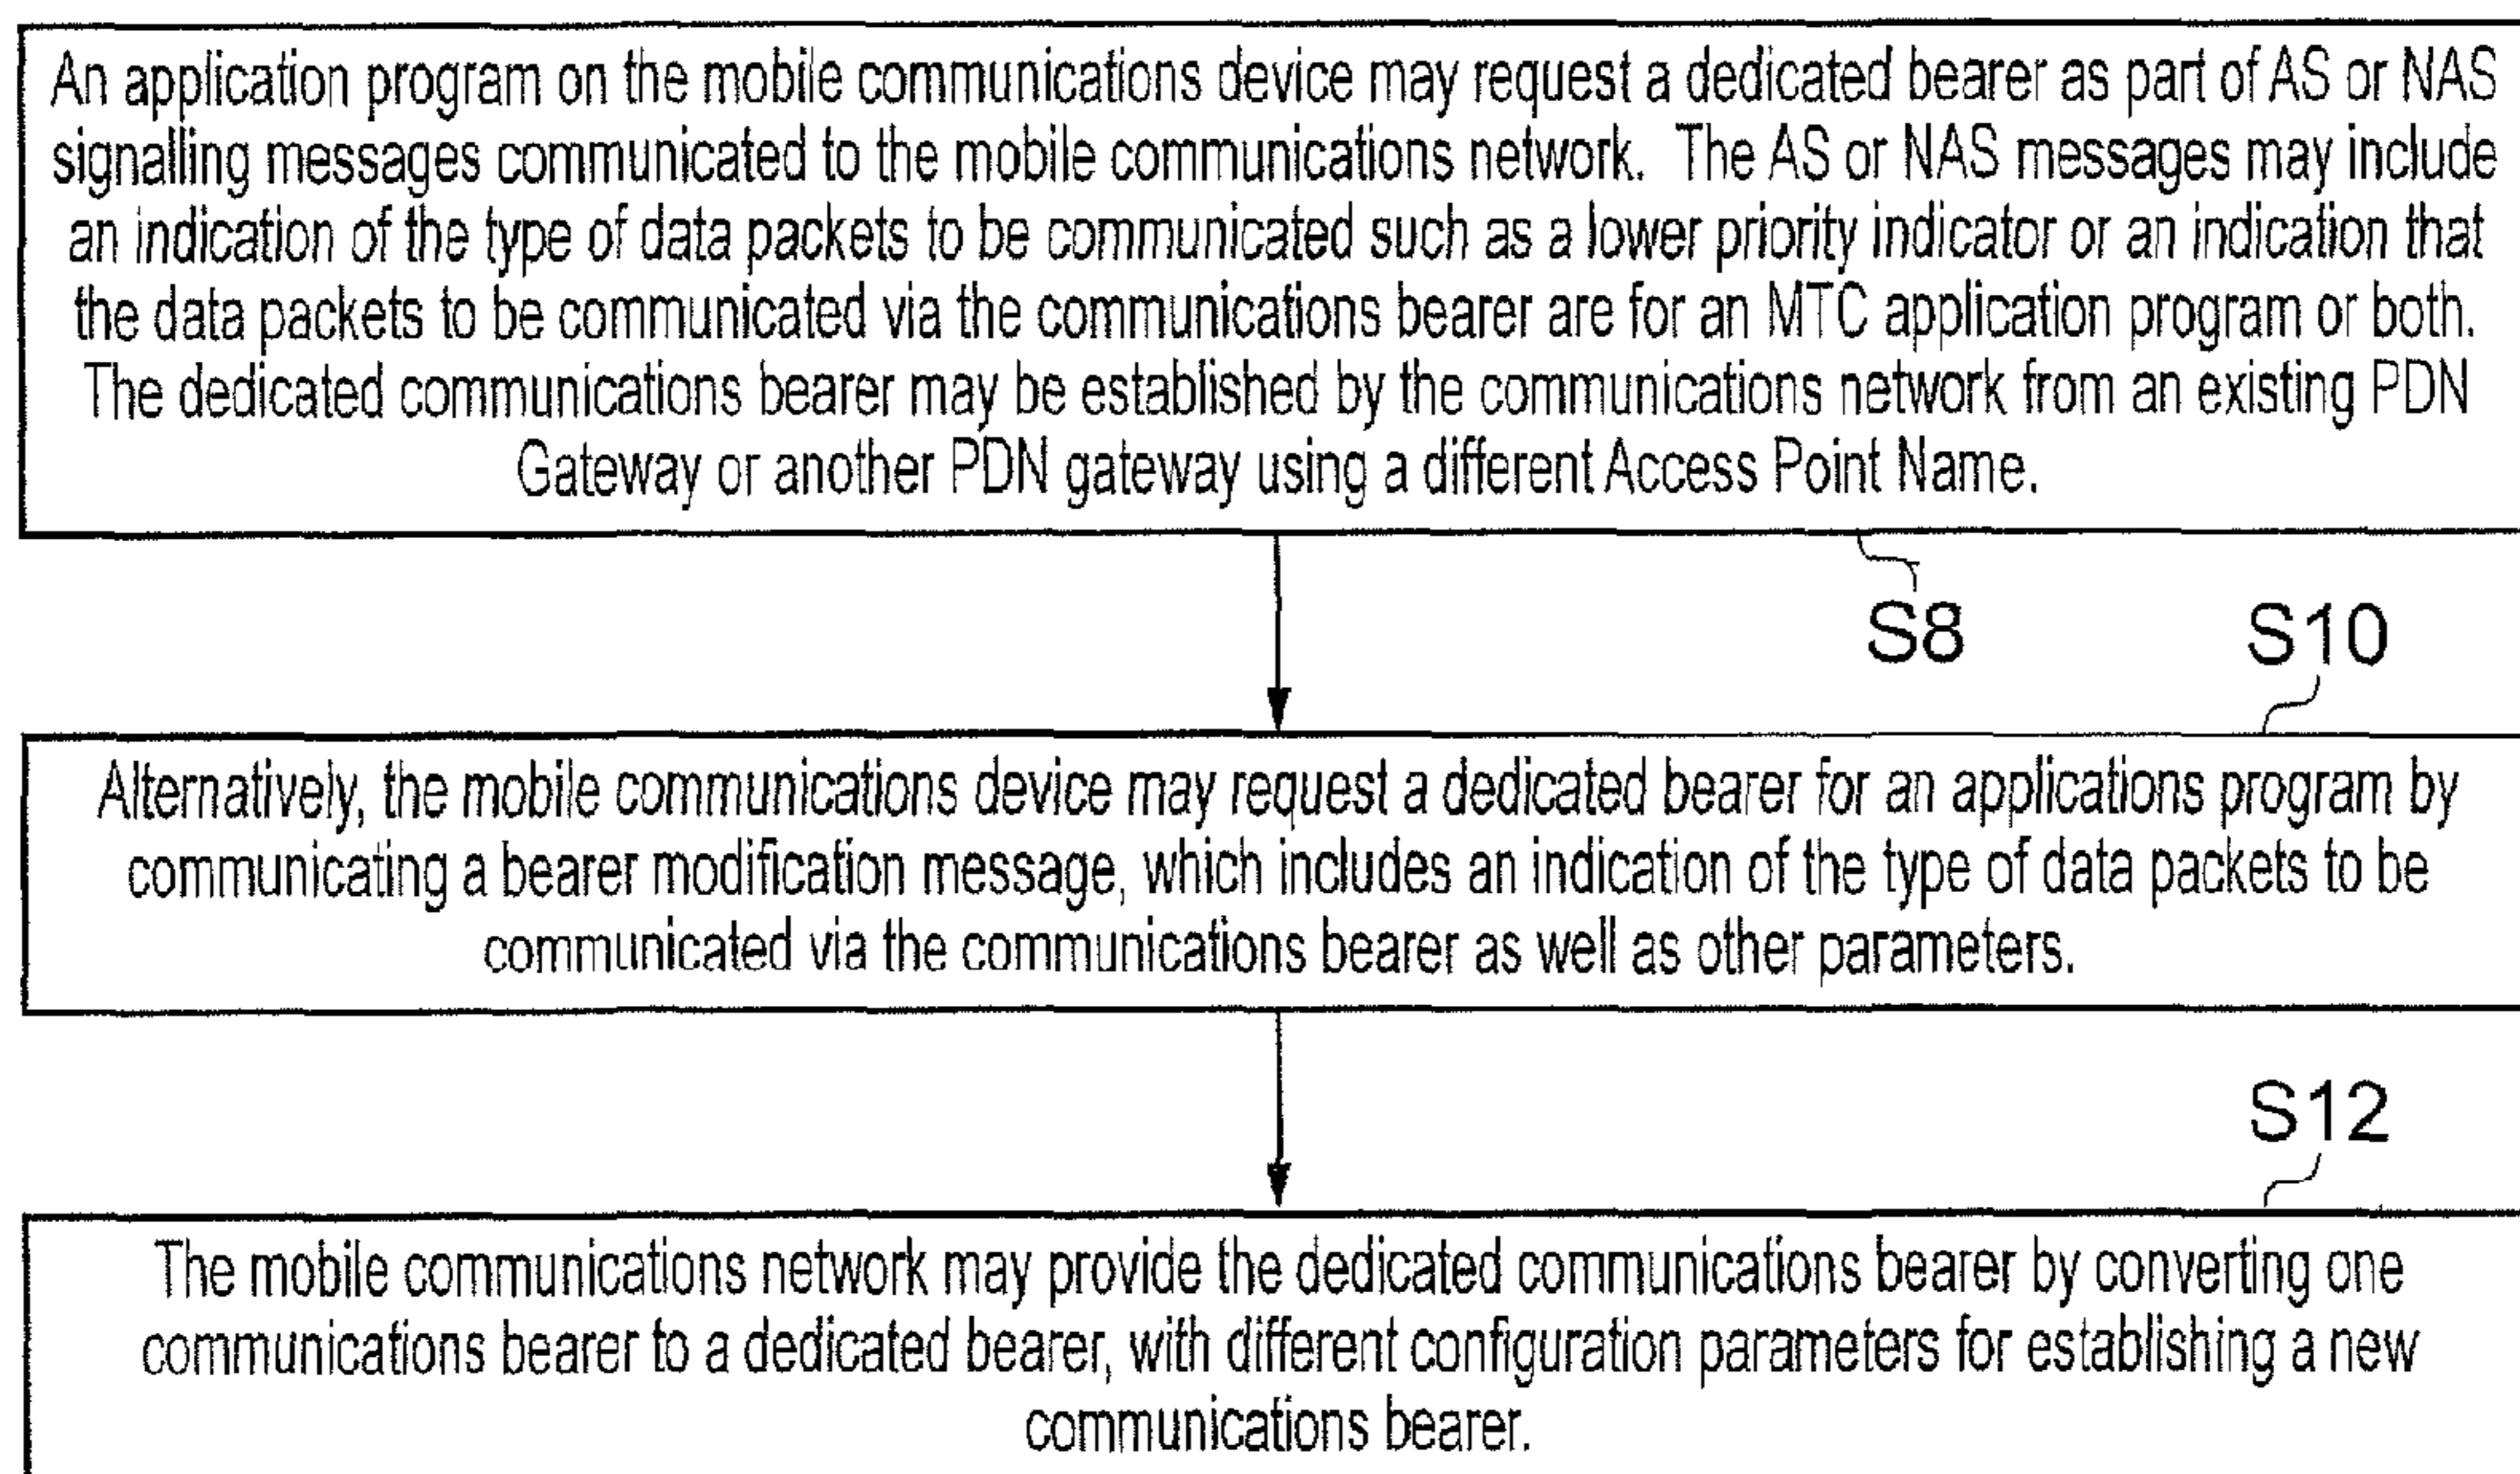 An application program on the mobile communications device may request a dedicated bearer as part of AS or NAS
signalling messages communicated to the mobile communications network. The AS or NAS messages may include
an indication of the type of data packets to be communicated such as a lower priority indicator or an indication that
the data packets to be communicated via the communications bearer are for an MTC application program or both.
The dedicated communications bearer may be established by the communications network from an existing PDN
Gateway or another PDN gateway using a different Access Point Name.
S8
S10
Alternatively, the mobile communications device may request a dedicated bearer for an applications program by
communicating a bearer modification message, which includes an indication of the type of data packets to be
communicated via the communications bearer as well as other parameters.
S12
The mobile communications network may provide the dedicated communications bearer by converting one
communications bearer to a dedicated bearer, with different configuration parameters for establishing a new
communications bearer.